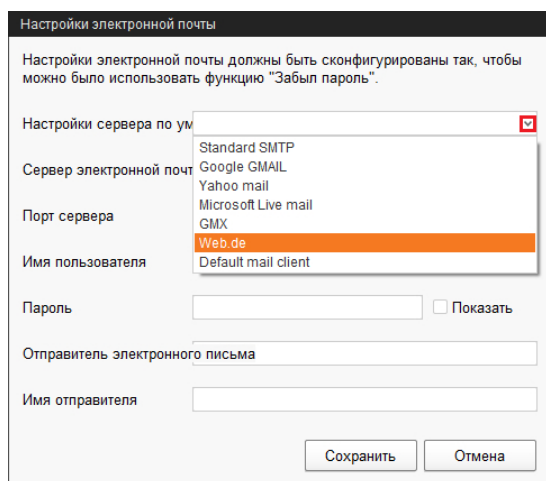 Настройки электронной почты
Настройки электронной почты должны быть сконфигурированы так, чтобы
можно было использовать функцию "Забыл пароль".
Настройки сервера по ум
Standard SMTP
Сервер электронной почт
Google GMAIL
Yahoo mail
Microsoft Live mail
Порт сервера
GMX
Web.de
Имя пользователя
Default mail client
Пароль
Показать
Отправитель электронного письма
Имя отправителя
Сохранить
Отмена